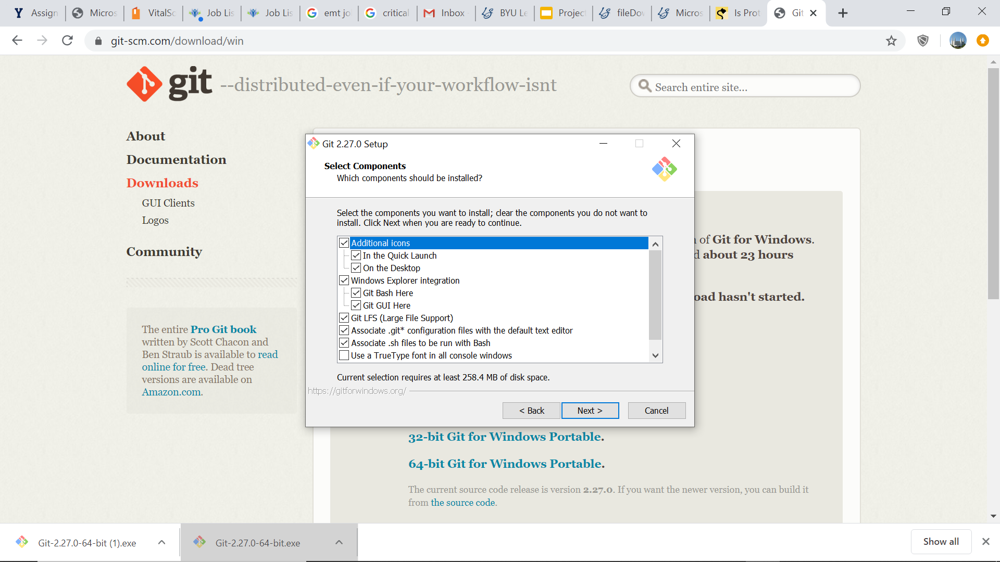 Assign
Micros
VitalSo
Job Lis
Job Lis
emt jo
critical
Inbox
BYU Le
Project
fileDov
Micros
Is Prot
Git
git-scm.com/download/win
git --distributed-even-if-your-workflow-isnt
Search entire site...
About
Documentation
Downloads
GUI Clients
Logos
Community
The entire Pro Git book
written by Scott Chacon and
Ben Straub is available to read
online for free. Dead tree
versions are available on
Amazon.com.
Git 2.27.0 Setup
Select Components
Which components should be installed?
Select the components you want to install; clear the components you do not want to
install. Click Next when you are ready to continue.
Additional icons
In the Quick Launch
On the Desktop
Windows Explorer integration
Git Bash Here
Git GUI Here
Git LFS (Large File Support)
Associate .git* configuration files with the default text editor
Associate .sh files to be run with Bash
Use a TrueType font in all console windows
Current selection requires at least 258.4 MB of disk space.
https://gitforwindows.org/
< Back
Next >
Cancel
of Git for Windows.
d about 23 hours
oad hasn't started.
32-bit Git for Windows Portable.
64-bit Git for Windows Portable.
The current source code release is version 2.27.0. If you want the newer version, you can build it
from the source code.
Git-2.27.0-64-bit (1).exe
Git-2.27.0-64-bit.exe
Show all